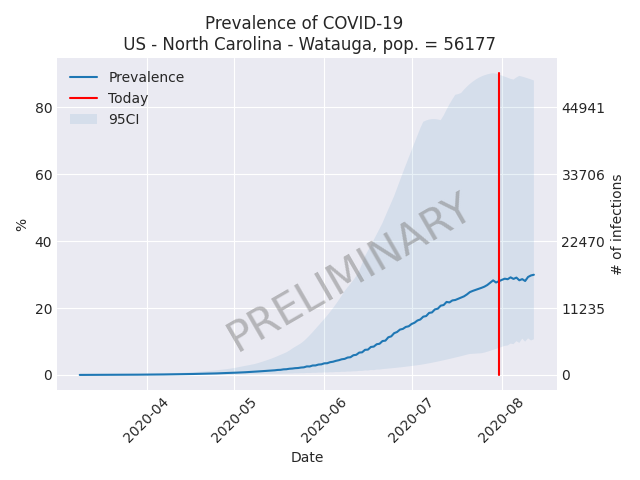 Prevalence of COVID-19
US - North Carolina - Watauga, pop. = 56177
Prevalence
Today
95CI
80
60
40
20
0
%
44941
33706
22470
11235
0
# of infections
PRELIMINARY
2020-04
2020-05
2020-06
2020-07
2020-08
Date